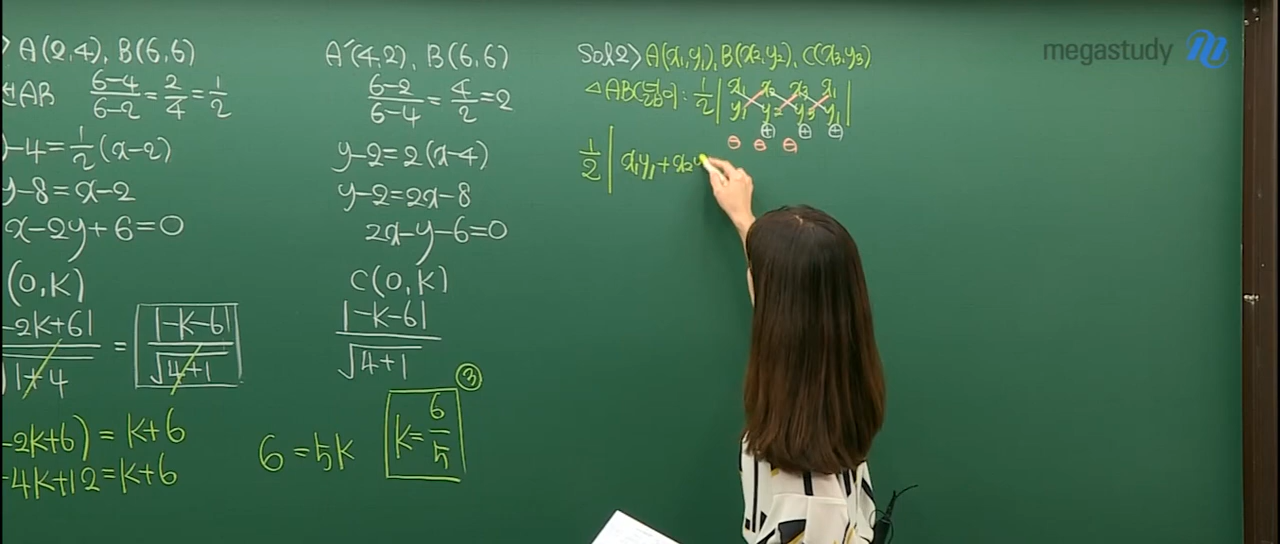 A(2,4), B(6,6)
AB 6-4/6-2 = 2/4 = 1/2
-4 = 1/2 (x-2)
y-8 = x-2
x-2y+6=0
(0,K)
-2K+6| / √1+4 = |-K-6| / √4+1
-2K+6) = K+6
-4K+12 = K+6
6 = 5K
K = 6/5
③
A'(4,2), B(6,6)
6-2/6-4 = 4/2 = 2
y-2 = 2(x-4)
y-2 = 2x-8
2x-y-6=0
C(0,K)
|-K-6| / √4+1
Sol2> A(x₁,y₁), B(x₂,y₂), C(x₃,y₃)
△ABC넓이: 1/2 | x₁ x₂ x₃ x₁
y₁ y₂ y₃ y₁ |
⊕ ⊕ ⊕
⊖ ⊖ ⊖
1/2 | x₁y₁+x₂y
megastudy